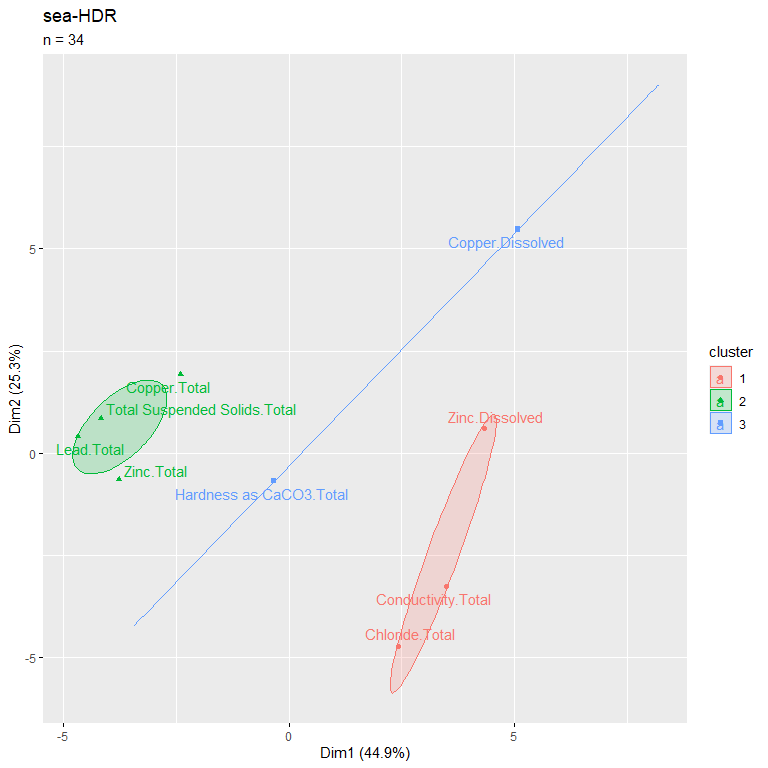 sea-HDR
n = 34
Copper.Dissolved
Copper.Total
Total Suspended Solids.Total
Zinc.Dissolved
Lead.Total
Zinc.Total
Hardness as CaCO3.Total
Conductivity.Total
Chloride.Total
5
0
-5
Dim2 (25.3%)
-5
0
5
Dim1 (44.9%)
cluster
a 1
a 2
a 3